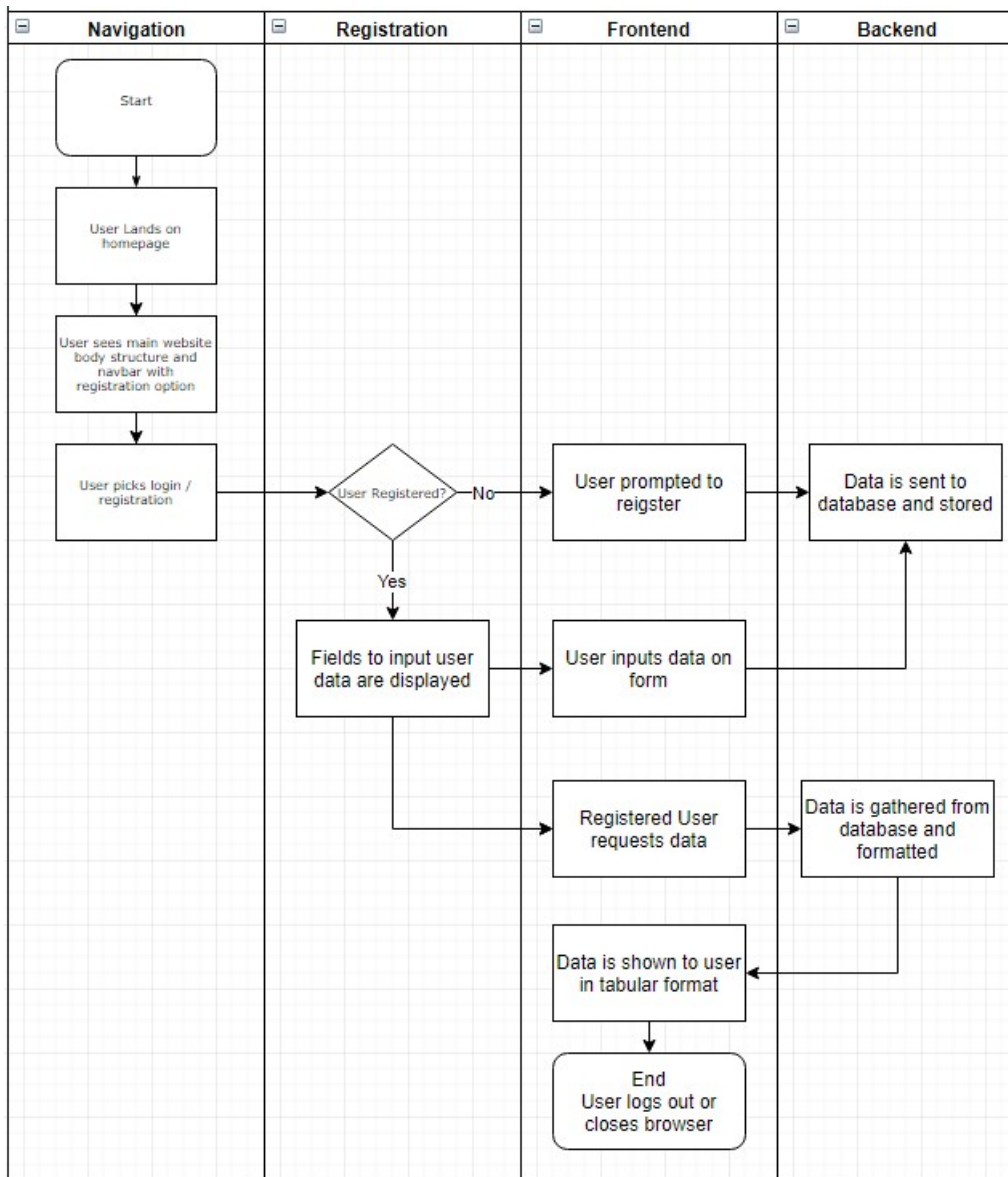 Navigation
Registration
Frontend
Backend
Start
User Lands on
homepage
User sees main website
body structure and
navbar with
registration option
User picks login /
registration
User Registered?
No
User prompted to
reigster
Data is sent to
database and stored
Yes
Fields to input user
data are displayed
User inputs data on
form
Registered User
requests data
Data is gathered from
database and
formatted
Data is shown to user
in tabular format
End
User logs out or
closes browser